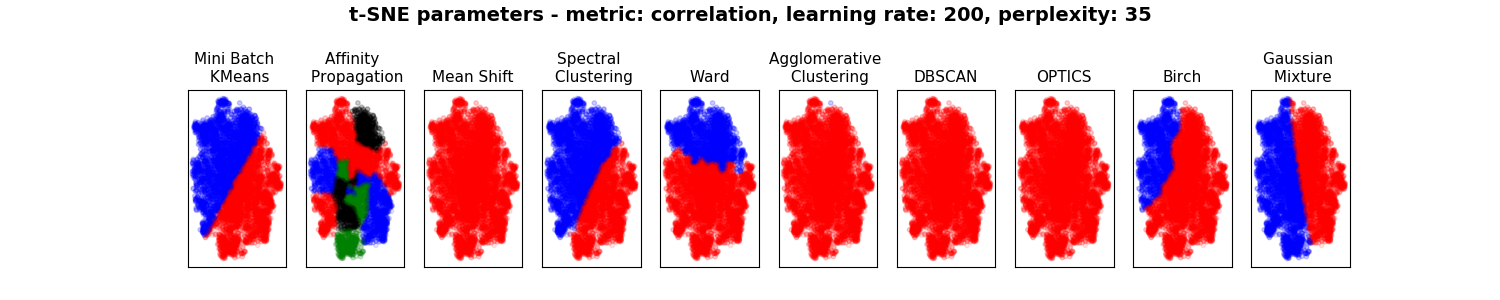 t-SNE parameters - metric: correlation, learning rate: 200, perplexity: 35
Mini Batch
KMeans
Affinity
Propagation
Mean Shift
Spectral
Clustering
Ward
Agglomerative
Clustering
DBSCAN
OPTICS
Birch
Gaussian
Mixture